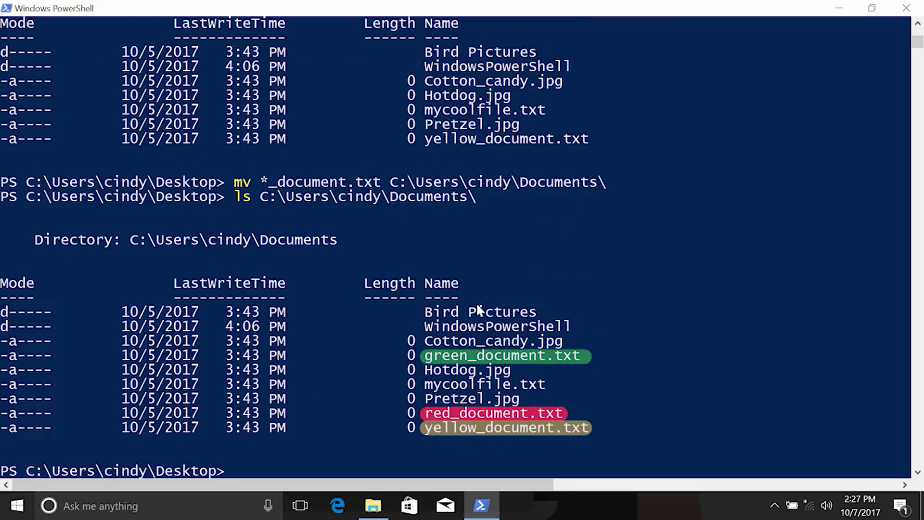 Windows PowerShell
Mode LastWriteTime Length Name
---- ------------- ------ ----
d----- 10/5/2017 3:43 PM Bird Pictures
d----- 10/5/2017 4:06 PM WindowsPowerShell
-a---- 10/5/2017 3:43 PM 0 Cotton_candy.jpg
-a---- 10/5/2017 3:43 PM 0 Hotdog.jpg
-a---- 10/5/2017 3:43 PM 0 mycoolfile.txt
-a---- 10/5/2017 3:43 PM 0 Pretzel.jpg
-a---- 10/5/2017 3:43 PM 0 yellow_document.txt
PS C:\Users\cindy\Desktop> mv *_document.txt C:\Users\cindy\Documents\
PS C:\Users\cindy\Desktop> ls C:\Users\cindy\Documents\
Directory: C:\Users\cindy\Documents
Mode LastWriteTime Length Name
---- ------------- ------ ----
d----- 10/5/2017 3:43 PM Bird Pictures
d----- 10/5/2017 4:06 PM WindowsPowerShell
-a---- 10/5/2017 3:43 PM 0 Cotton_candy.jpg
-a---- 10/5/2017 3:43 PM 0 green_document.txt
-a---- 10/5/2017 3:43 PM 0 Hotdog.jpg
-a---- 10/5/2017 3:43 PM 0 mycoolfile.txt
-a---- 10/5/2017 3:43 PM 0 Pretzel.jpg
-a---- 10/5/2017 3:43 PM 0 red_document.txt
-a---- 10/5/2017 3:43 PM 0 yellow_document.txt
PS C:\Users\cindy\Desktop>
Ask me anything
2:27 PM
10/7/2017
1